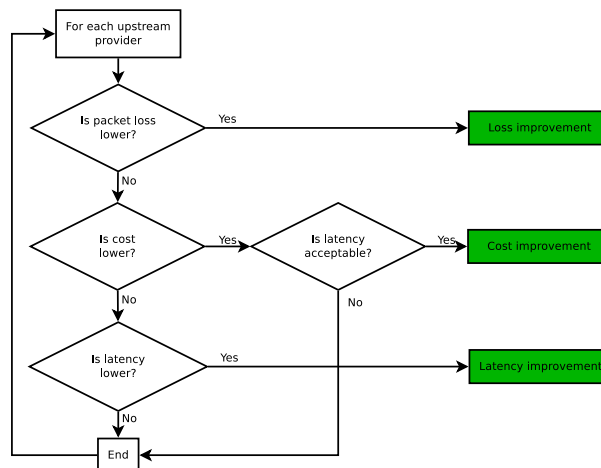 For each upstream
provider
Is packet loss
lower?
Yes
Loss improvement
No
Is cost
lower?
Yes
Is latency
acceptable?
Yes
Cost improvement
No
No
Is latency
lower?
Yes
Latency improvement
No
End